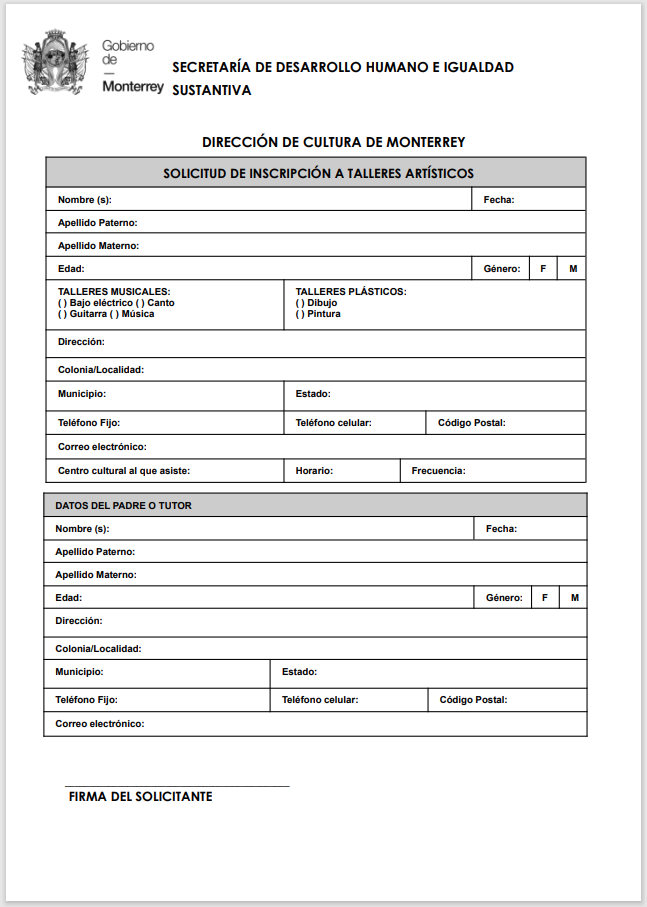 Gobierno
de
—
Monterrey
SECRETARÍA DE DESARROLLO HUMANO E IGUALDAD
SUSTANTIVA
DIRECCIÓN DE CULTURA DE MONTERREY
SOLICITUD DE INSCRIPCIÓN A TALLERES ARTÍSTICOS
Nombre (s): Fecha:
Apellido Paterno:
Apellido Materno:
Edad: Género: F M
TALLERES MUSICALES: TALLERES PLÁSTICOS:
( ) Bajo eléctrico ( ) Canto ( ) Dibujo
( ) Guitarra ( ) Música ( ) Pintura
Dirección:
Colonia/Localidad:
Municipio: Estado:
Teléfono Fijo: Teléfono celular: Código Postal:
Correo electrónico:
Centro cultural al que asiste: Horario: Frecuencia:
DATOS DEL PADRE O TUTOR
Nombre (s): Fecha:
Apellido Paterno:
Apellido Materno:
Edad: Género: F M
Dirección:
Colonia/Localidad:
Municipio: Estado:
Teléfono Fijo: Teléfono celular: Código Postal:
Correo electrónico:
FIRMA DEL SOLICITANTE